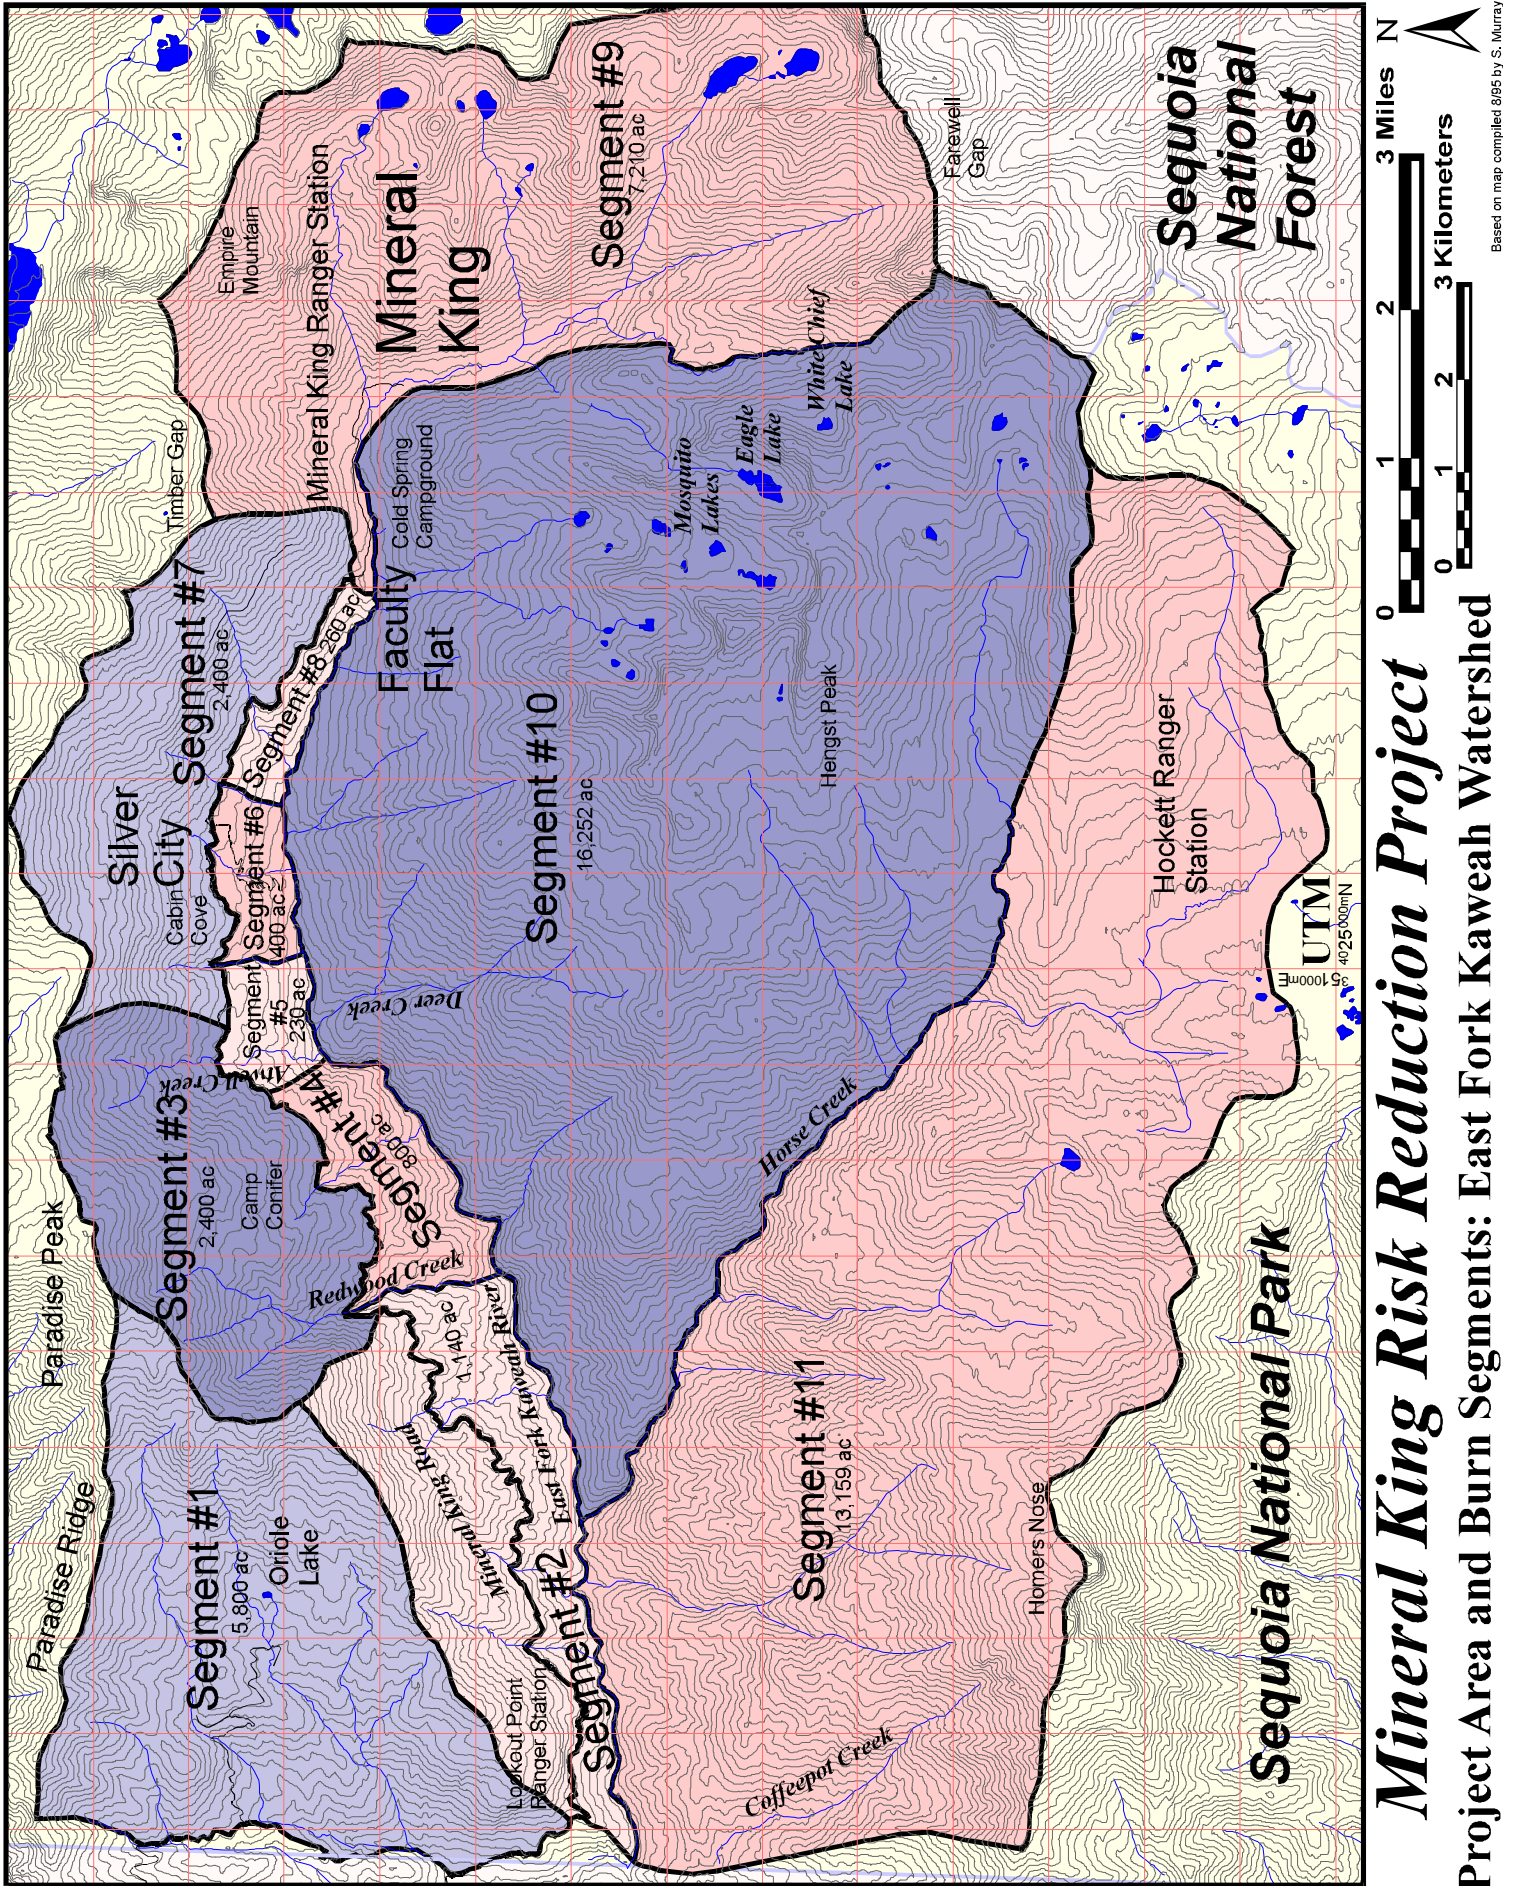 Paradise Ridge
Paradise Peak
Timber Gap
Empire
Mountain
Mineral King Ranger Station
Mineral
King
Segment #9
7,210 ac
Farewell
Gap
Sequoia
National
Forest
Segment #1
5,800 ac
Oriole
Lake
Segment #3
2,400 ac
Camp
Conifer
Atwell Creek
Silver
City
Cabin
Cove
Segment #7
2,400 ac
Segment #8 260 ac
Segment #6
400 ac
Segment
#5
230 ac
Segment #4
800 ac
Redwood Creek
1,140 ac
Mineral King Road
East Fork Kaweah River
Segment #2
Lookout Point
Ranger Station
Cold Spring
Campground
Faculty
Flat
Deer Creek
Segment #10
16,252 ac
Mosquito
Lakes
Eagle
Lake
White Chief
Lake
Hengst Peak
Horse Creek
Segment #11
13,159 ac
Coffeepot Creek
Homers Nose
Hockett Ranger
Station
UTM
4025000mN
351000mE
Sequoia National Park
Mineral King Risk Reduction Project
0 1 2 3 Miles
0 1 2 3 Kilometers
N
Project Area and Burn Segments: East Fork Kaweah Watershed
Based on map compiled 8/95 by S. Murray